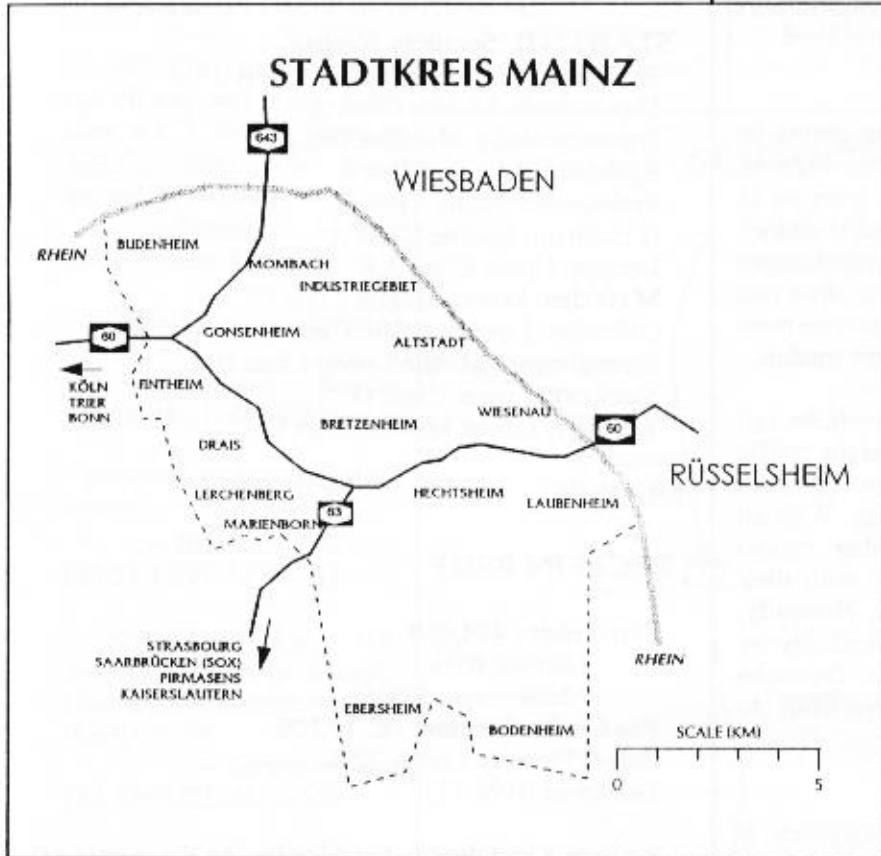 STADTKREIS MAINZ
643
WIESBADEN
RHEIN
BUDENHEIM
MOMBACH
INDUSTRIEGEBIET
60
GONSENHEIM
ALTSTADT
KÖLN
TRIER
BONN
FINTHEIM
BRETZENHEIM
WIESENAU
60
DRAIS
RÜSSELSHEIM
LERCHENBERG
HECHTSHEIM
LAUBENHEIM
63
MARIENBORN
STRASBOURG
SAARBRÜCKEN (SOX)
PIRMASENS
KAISERSLAUTERN
RHEIN
EBERSHEIM
BODENHEIM
SCALE (KM)
0 5